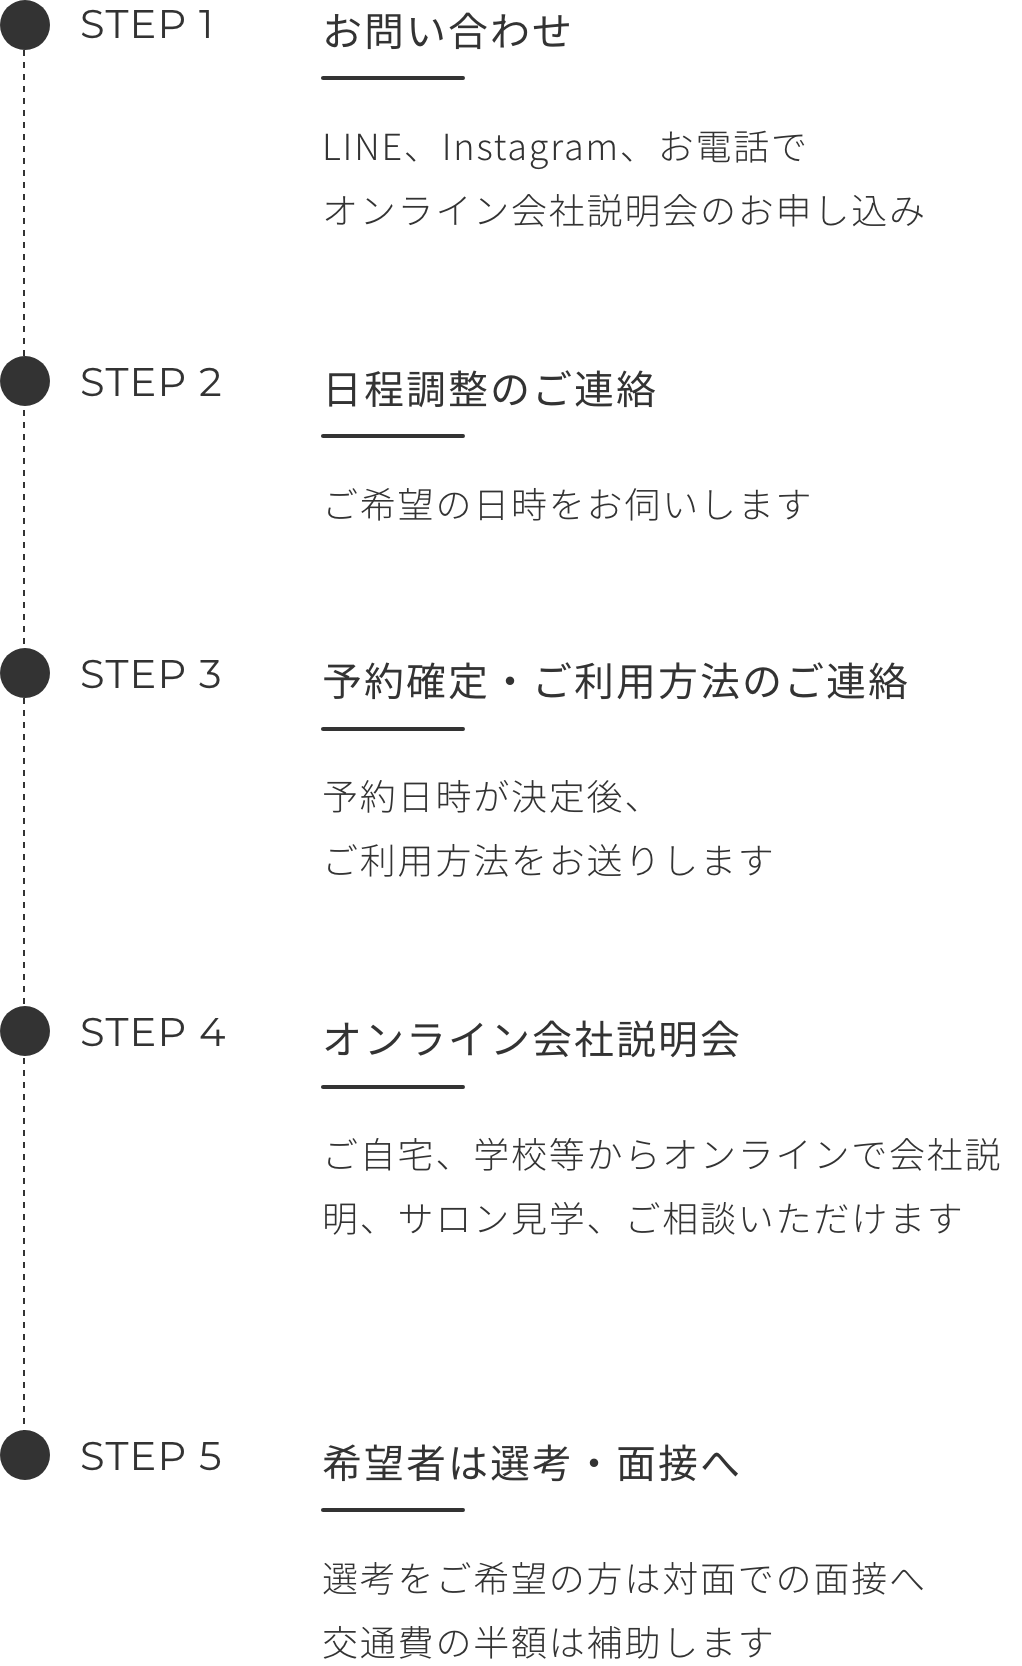 STEP 1
お問い合わせ
LINE、Instagram、お電話で
オンライン会社説明会のお申し込み
STEP 2
日程調整のご連絡
ご希望の日時をお伺いします
STEP 3
予約確定・ご利用方法のご連絡
予約日時が決定後、
ご利用方法をお送りします
STEP 4
オンライン会社説明会
ご自宅、学校等からオンラインで会社説
明、サロン見学、ご相談いただけます
STEP 5
希望者は選考・面接へ
選考をご希望の方は対面での面接へ
交通費の半額は補助します